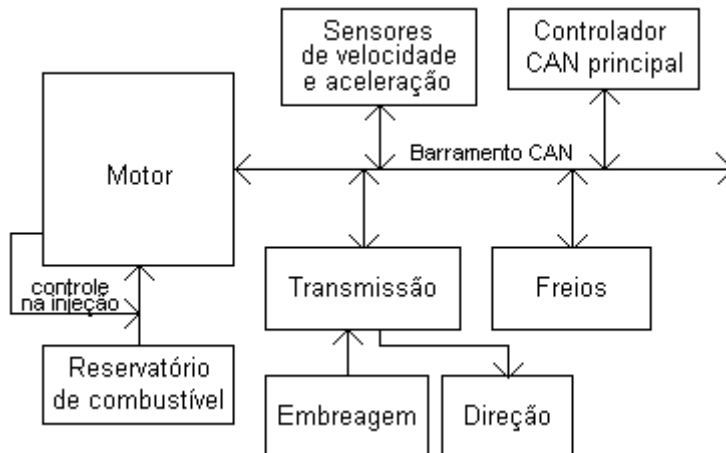 Sensores
de velocidade
e aceleração
Controlador
CAN principal
Motor
Barramento CAN
controle
na injeção
Transmissão
Freios
Reservatório
de combustível
Embreagem
Direção